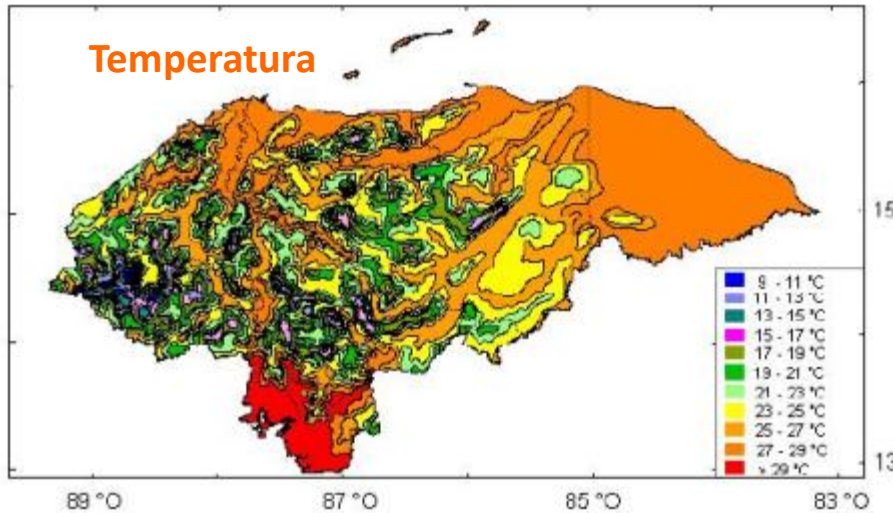 Temperatura
15
9 - 11 °C
11 - 13 °C
13 - 15 °C
15 - 17 °C
17 - 19 °C
19 - 21 °C
21 - 23 °C
23 - 25 °C
25 - 27 °C
27 - 29 °C
> 29 °C
13
89 °O
87 °O
85 °O
83 °O